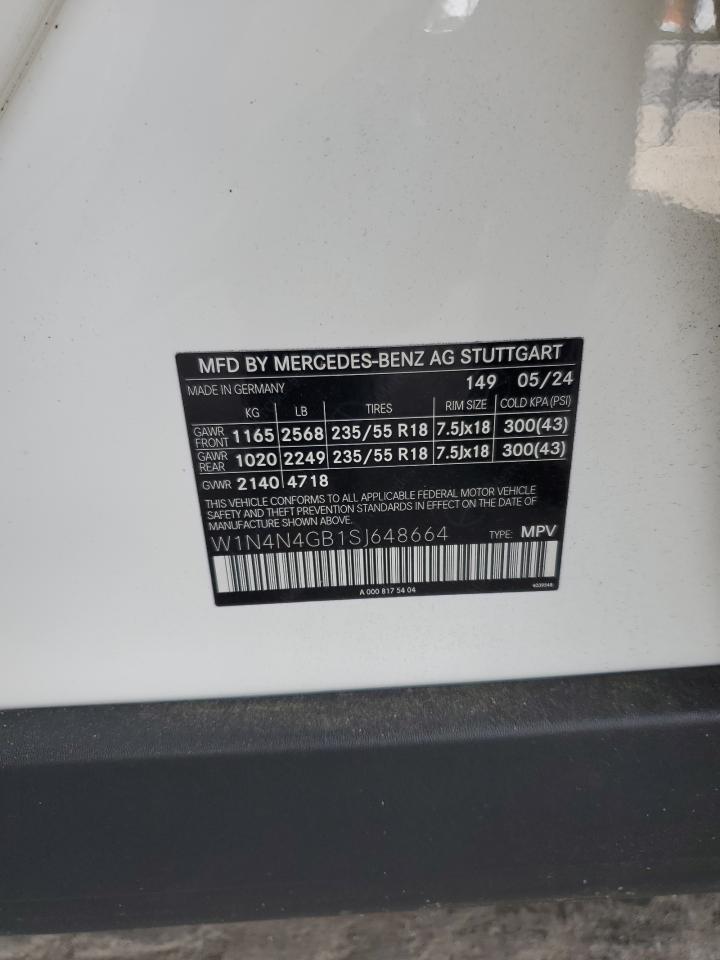 MFD BY MERCEDES-BENZ AG STUTTGART
MADE IN GERMANY 149 05/24
KG LB TIRES RIM SIZE COLD KPA (PSI)
GAWR FRONT 1165 2568 235/55 R18 7.5Jx18 300(43)
GAWR REAR 1020 2249 235/55 R18 7.5Jx18 300(43)
GVWR 2140 4718
THIS VEHICLE CONFORMS TO ALL APPLICABLE FEDERAL MOTOR VEHICLE
SAFETY AND THEFT PREVENTION STANDARDS IN EFFECT ON THE DATE OF
MANUFACTURE SHOWN ABOVE.
W1N4N4GB1SJ648664 TYPE: MPV
A 000 817 54 04